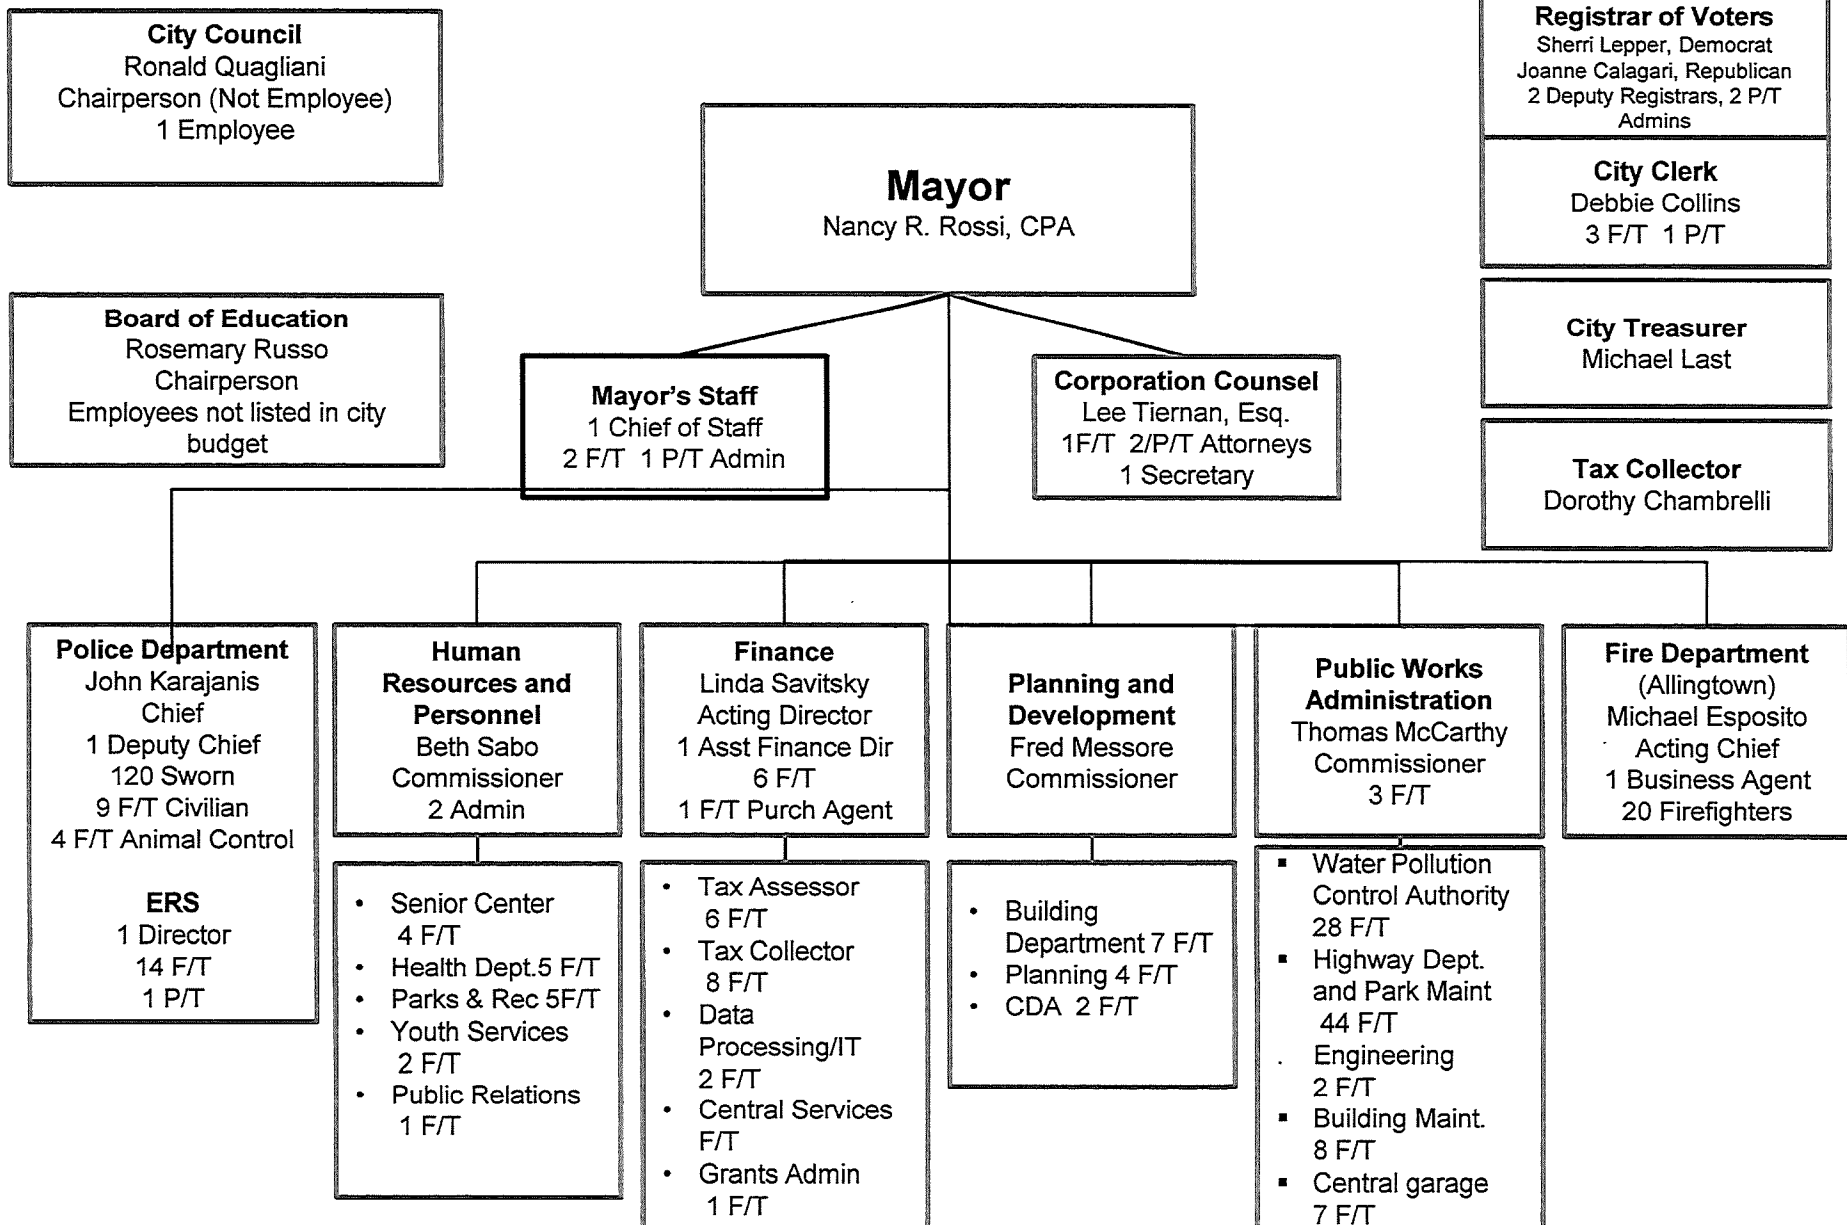 City Council
Ronald Quagliani
Chairperson (Not Employee)
1 Employee
Registrar of Voters
Sherri Lepper, Democrat
Joanne Calagari, Republican
2 Deputy Registrars, 2 P/T
Admins
City Clerk
Debbie Collins
3 F/T 1 P/T
Mayor
Nancy R. Rossi, CPA
Board of Education
Rosemary Russo
Chairperson
Employees not listed in city
budget
City Treasurer
Michael Last
Mayor's Staff
1 Chief of Staff
2 F/T 1 P/T Admin
Corporation Counsel
Lee Tiernan, Esq.
1F/T 2/P/T Attorneys
1 Secretary
Tax Collector
Dorothy Chambrelli
Police Department
John Karajanis
Chief
1 Deputy Chief
120 Sworn
9 F/T Civilian
4 F/T Animal Control
ERS
1 Director
14 F/T
1 P/T
Human
Resources and
Personnel
Beth Sabo
Commissioner
2 Admin
• Senior Center
4 F/T
• Health Dept.5 F/T
• Parks & Rec 5F/T
• Youth Services
2 F/T
• Public Relations
1 F/T
Finance
Linda Savitsky
Acting Director
1 Asst Finance Dir
6 F/T
1 F/T Purch Agent
• Tax Assessor
6 F/T
• Tax Collector
8 F/T
• Data
Processing/IT
2 F/T
• Central Services
F/T
• Grants Admin
1 F/T
Planning and
Development
Fred Messore
Commissioner
• Building
Department 7 F/T
• Planning 4 F/T
• CDA 2 F/T
Public Works
Administration
Thomas McCarthy
Commissioner
3 F/T
▪ Water Pollution
Control Authority
28 F/T
▪ Highway Dept.
and Park Maint
44 F/T
. Engineering
2 F/T
▪ Building Maint.
8 F/T
▪ Central garage
7 F/T
Fire Department
(Allingtown)
Michael Esposito
Acting Chief
1 Business Agent
20 Firefighters